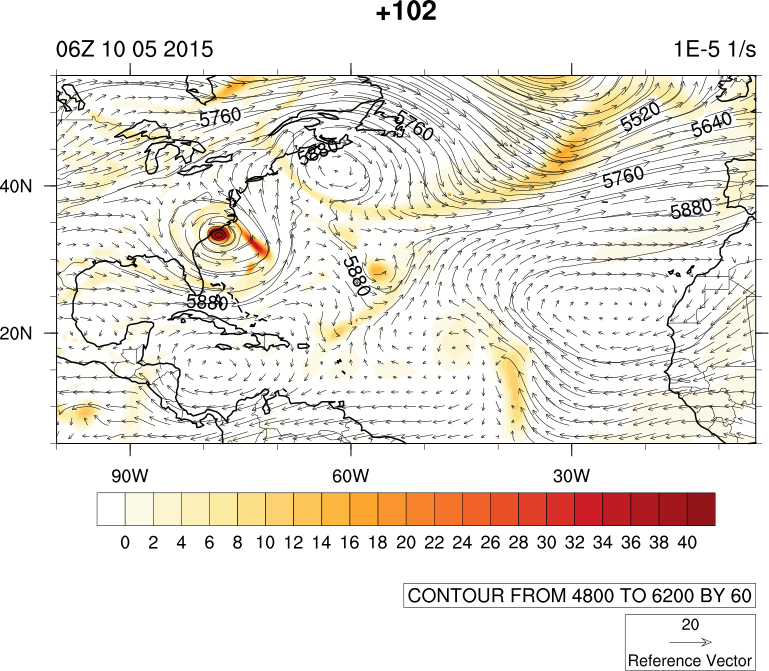 +102
06Z 10 05 2015 1E-5 1/s
5760 5760 5520 5640
5880 5760
40N 5880
5880
5880
20N
90W 60W 30W
0 2 4 6 8 10 12 14 16 18 20 22 24 26 28 30 32 34 36 38 40
CONTOUR FROM 4800 TO 6200 BY 60
20
Reference Vector